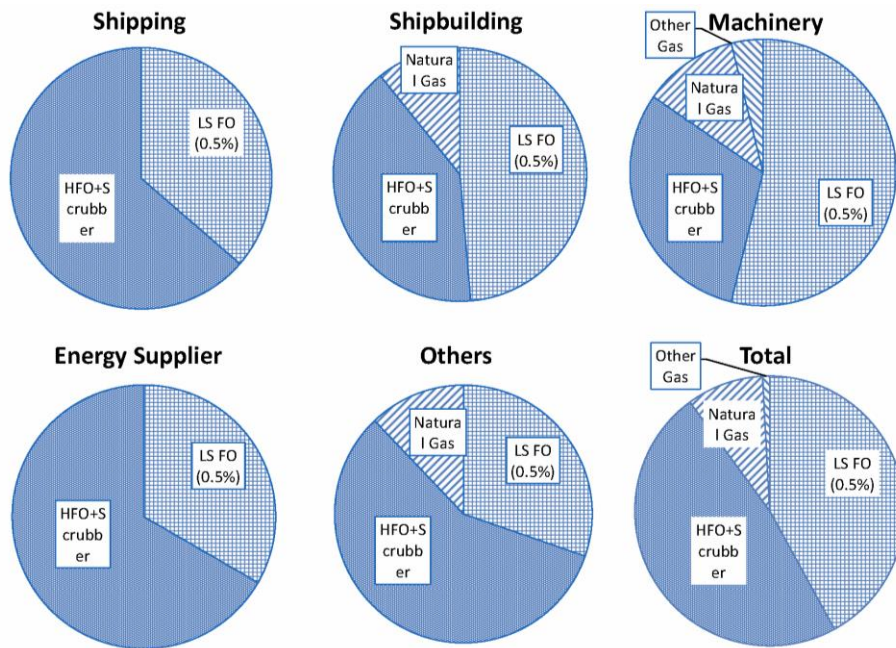 Shipping
LS FO
(0.5%)
HFO+S
crubb
er
Shipbuilding
Natura
l Gas
LS FO
(0.5%)
HFO+S
crubb
er
Machinery
Other
Gas
Natura
l Gas
HFO+S
crubb
er
LS FO
(0.5%)
Energy Supplier
LS FO
(0.5%)
HFO+S
crubb
er
Others
Natura
l Gas
LS FO
(0.5%)
HFO+S
crubb
er
Total
Other
Gas
Natura
l Gas
LS FO
(0.5%)
HFO+S
crubb
er